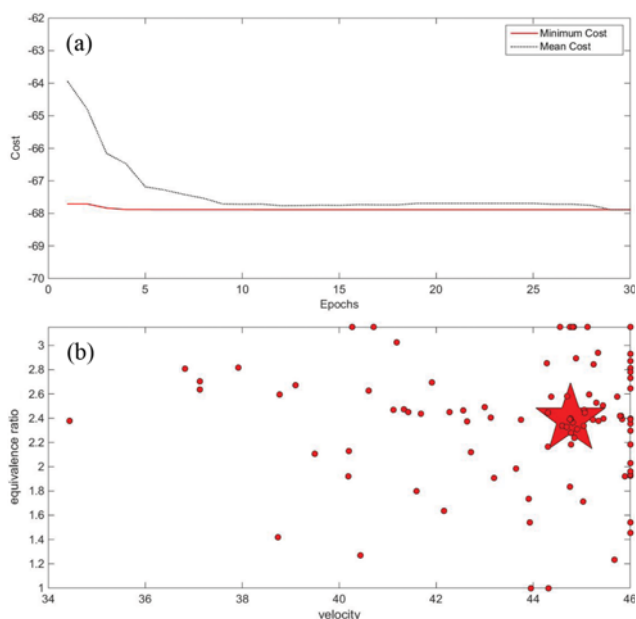 (a)
Minimum Cost
Mean Cost
-62
-63
-64
-65
-66
-67
-68
-69
-70
Cost
0 5 10 15 20 25 30
Epochs
(b)
3
2.8
2.6
2.4
2.2
2
1.8
1.6
1.4
1.2
1
equivalence ratio
34 36 38 40 42 44 46
velocity